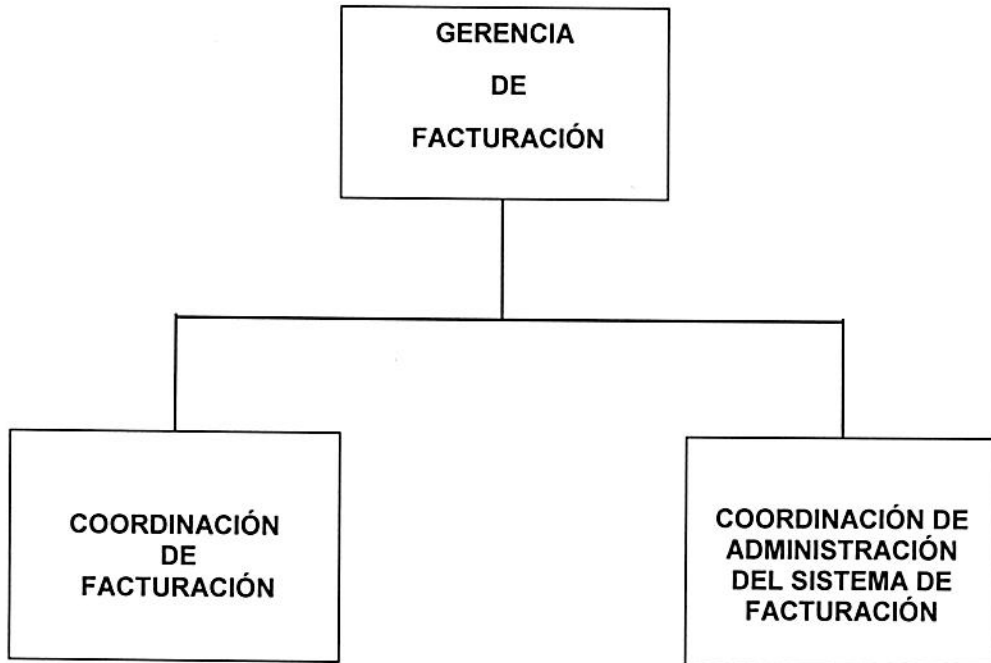 GERENCIA
DE
FACTURACIÓN
COORDINACIÓN
DE
FACTURACIÓN
COORDINACIÓN DE
ADMINISTRACIÓN
DEL SISTEMA DE
FACTURACIÓN